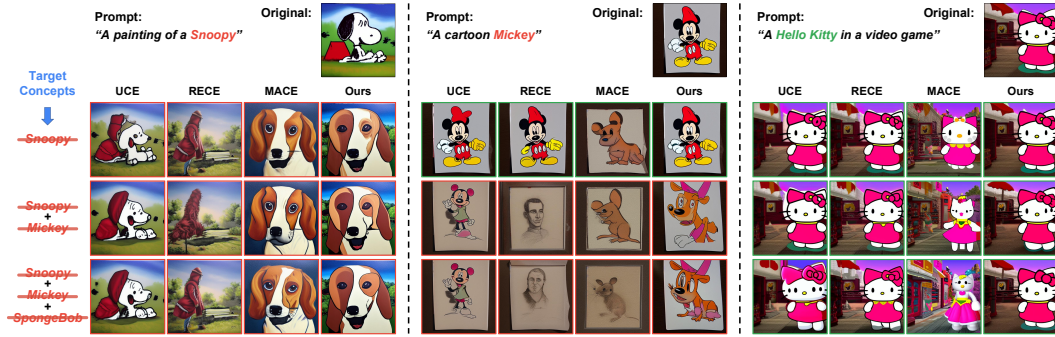 Prompt:
"A painting of a Snoopy"
Original:
Prompt:
"A cartoon Mickey"
Original:
Prompt:
"A Hello Kitty in a video game"
Original:
Target
Concepts
UCE RECE MACE Ours
UCE RECE MACE Ours
UCE RECE MACE Ours
Snoopy
Snoopy
+
Mickey
Snoopy
+
Mickey
+
SpongeBob